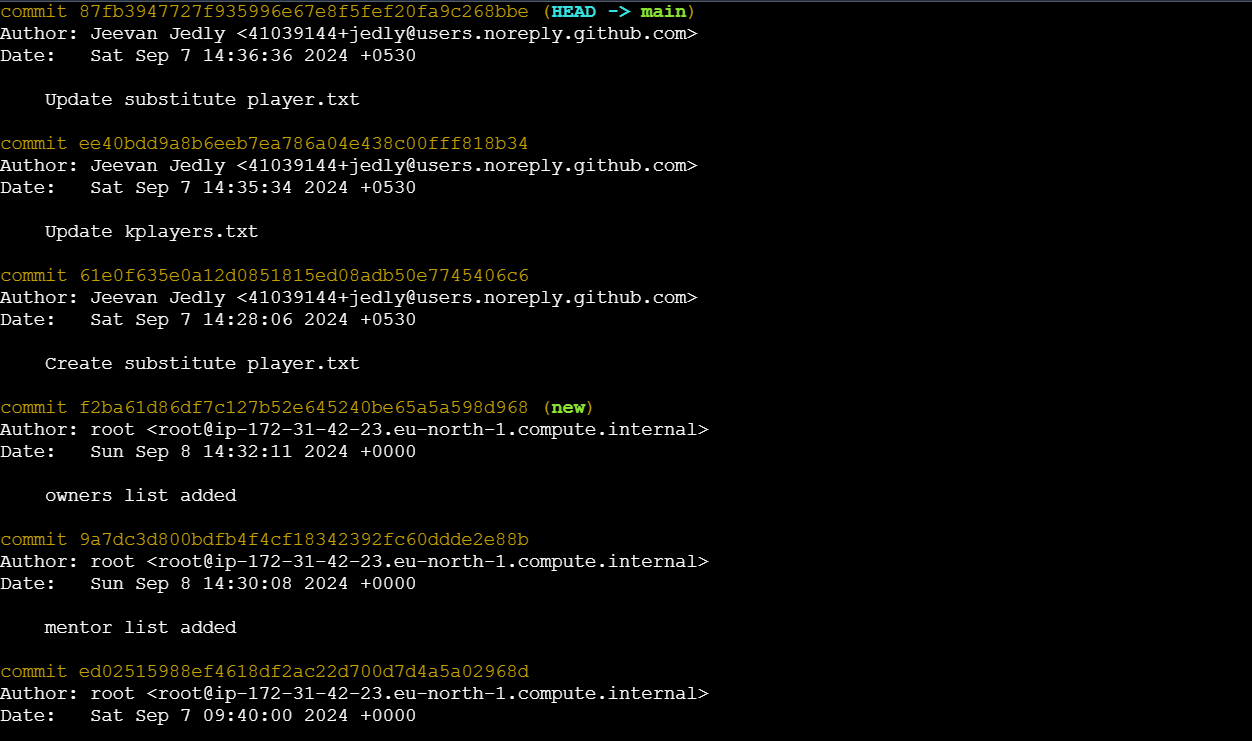 commit 87fb3947727f935996e67e8f5fef20fa9c268bbe (HEAD -> main)
Author: Jeevan Jedly <41039144+jedly@users.noreply.github.com>
Date:   Sat Sep 7 14:36:36 2024 +0530

    Update substitute player.txt

commit ee40bdd9a8b6eeb7ea786a04e438c00fff818b34
Author: Jeevan Jedly <41039144+jedly@users.noreply.github.com>
Date:   Sat Sep 7 14:35:34 2024 +0530

    Update kplayers.txt

commit 61e0f635e0a12d0851815ed08adb50e7745406c6
Author: Jeevan Jedly <41039144+jedly@users.noreply.github.com>
Date:   Sat Sep 7 14:28:06 2024 +0530

    Create substitute player.txt

commit f2ba61d86df7c127b52e645240be65a5a598d968 (new)
Author: root <root@ip-172-31-42-23.eu-north-1.compute.internal>
Date:   Sun Sep 8 14:32:11 2024 +0000

    owners list added

commit 9a7dc3d800bdfb4f4cf18342392fc60ddde2e88b
Author: root <root@ip-172-31-42-23.eu-north-1.compute.internal>
Date:   Sun Sep 8 14:30:08 2024 +0000

    mentor list added

commit ed02515988ef4618df2ac22d700d7d4a5a02968d
Author: root <root@ip-172-31-42-23.eu-north-1.compute.internal>
Date:   Sat Sep 7 09:40:00 2024 +0000